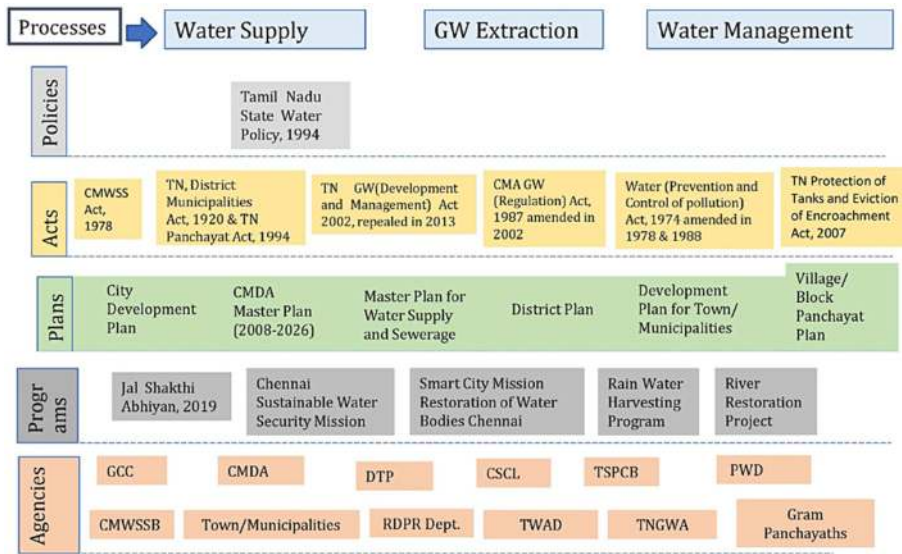 Processes
Water Supply
GW Extraction
Water Management
Policies
Tamil Nadu
State Water
Policy, 1994
Acts
CMWSS
Act,
1978
TN, District
Municipalities
Act, 1920 & TN
Panchayat Act, 1994
TN GW(Development
and Management) Act
2002, repealed in 2013
CMA GW
(Regulation) Act,
1987 amended in
2002
Water (Prevention and
Control of pollution)
Act, 1974 amended in
1978 & 1988
TN Protection of
Tanks and Eviction
of Encroachment
Act, 2007
Plans
City
Development
Plan
CMDA
Master Plan
(2008-2026)
Master Plan for
Water Supply
and Sewerage
District Plan
Development
Plan for Town/
Municipalities
Village/
Block
Panchayat
Plan
Progr
ams
Jal Shakthi
Abhiyan, 2019
Chennai
Sustainable Water
Security Mission
Smart City Mission
Restoration of Water
Bodies Chennai
Rain Water
Harvesting
Program
River
Restoration
Project
Agencies
GCC
CMDA
DTP
CSCL
TSPCB
PWD
CMWSSB
Town/Municipalities
RDPR Dept.
TWAD
TNGWA
Gram
Panchayaths